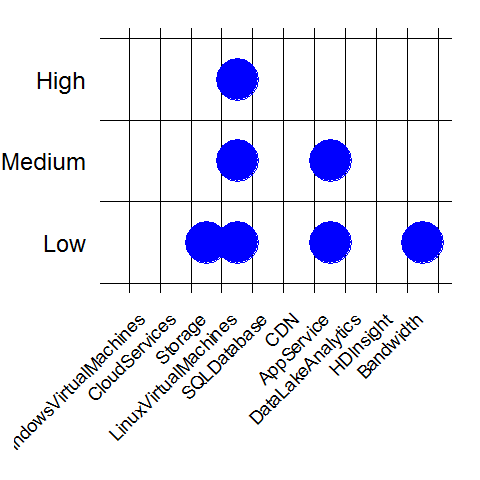 High
Medium
Low
ndowsVirtualMachines
CloudServices
Storage
LinuxVirtualMachines
SQLDatabase
CDN
AppService
DataLakeAnalytics
HDInsight
Bandwidth